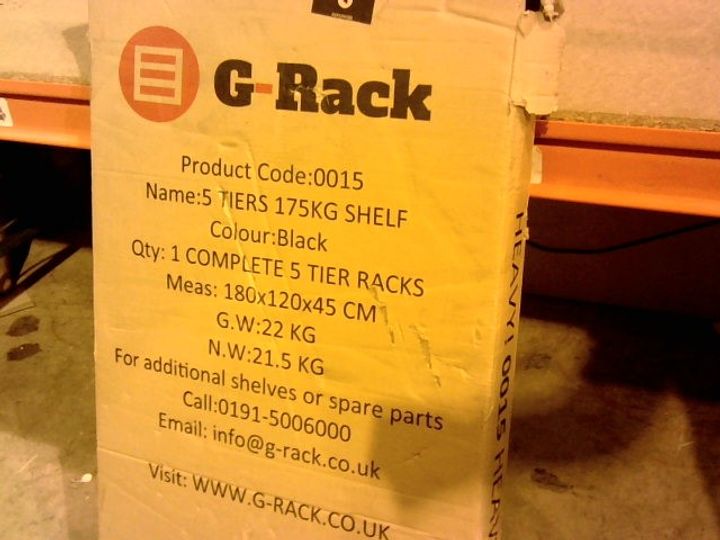 G-Rack
Product Code:0015
Name:5 TIERS 175KG SHELF
Colour:Black
Qty: 1 COMPLETE 5 TIER RACKS
Meas: 180x120x45 CM
G.W:22 KG
N.W:21.5 KG
For additional shelves or spare parts
Call:0191-5006000
Email: info@g-rack.co.uk
Visit: WWW.G-RACK.CO.UK
HEAVY! 0015 HEAV